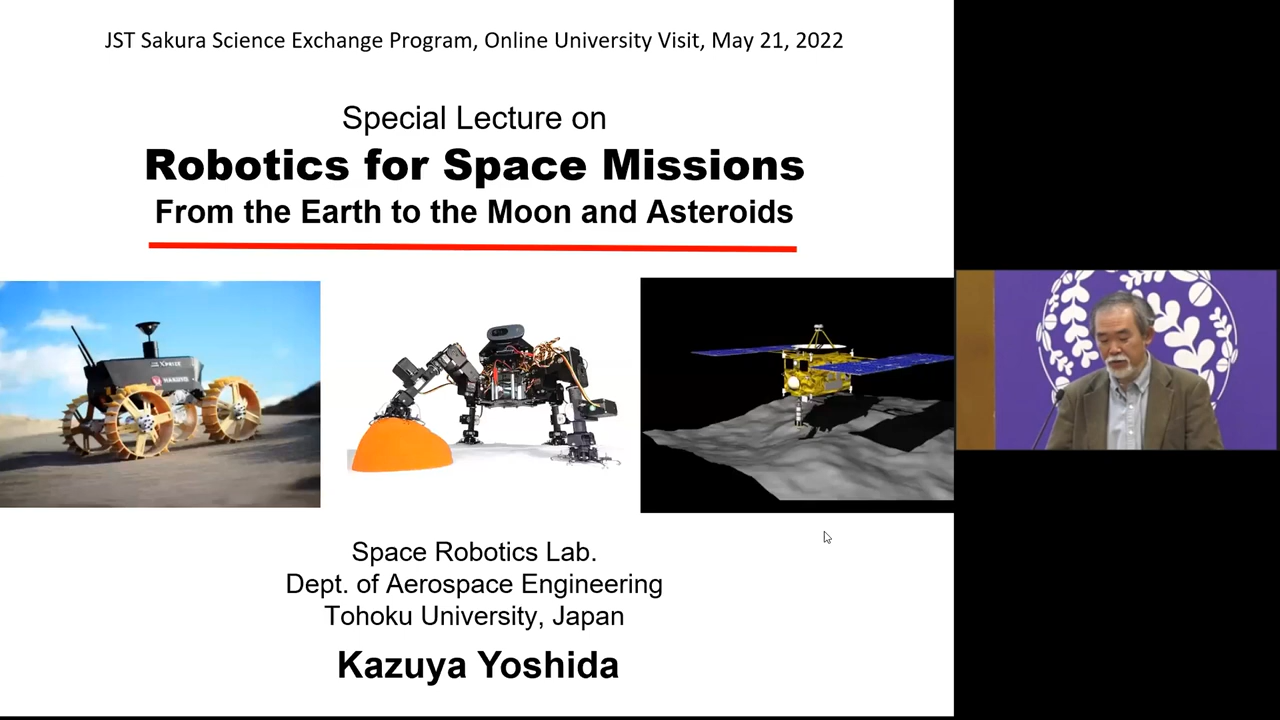 JST Sakura Science Exchange Program, Online University Visit, May 21, 2022
Special Lecture on
Robotics for Space Missions
From the Earth to the Moon and Asteroids
XPRIZE
HAKUTO
Space Robotics Lab.
Dept. of Aerospace Engineering
Tohoku University, Japan
Kazuya Yoshida